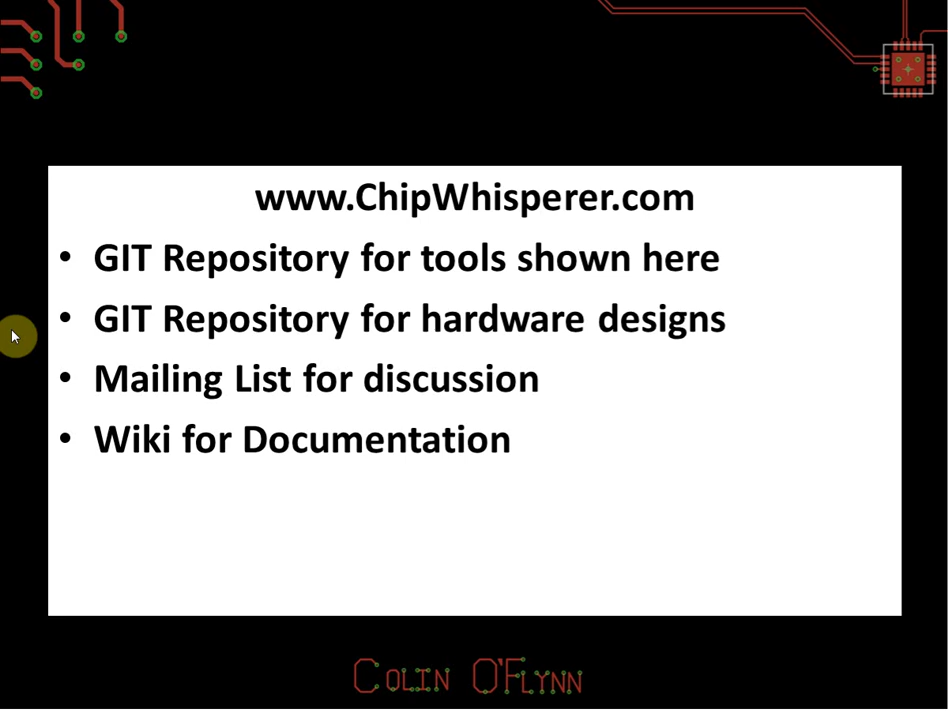 www.ChipWhisperer.com
• GIT Repository for tools shown here
• GIT Repository for hardware designs
• Mailing List for discussion
• Wiki for Documentation
COLIN O'FLYNN